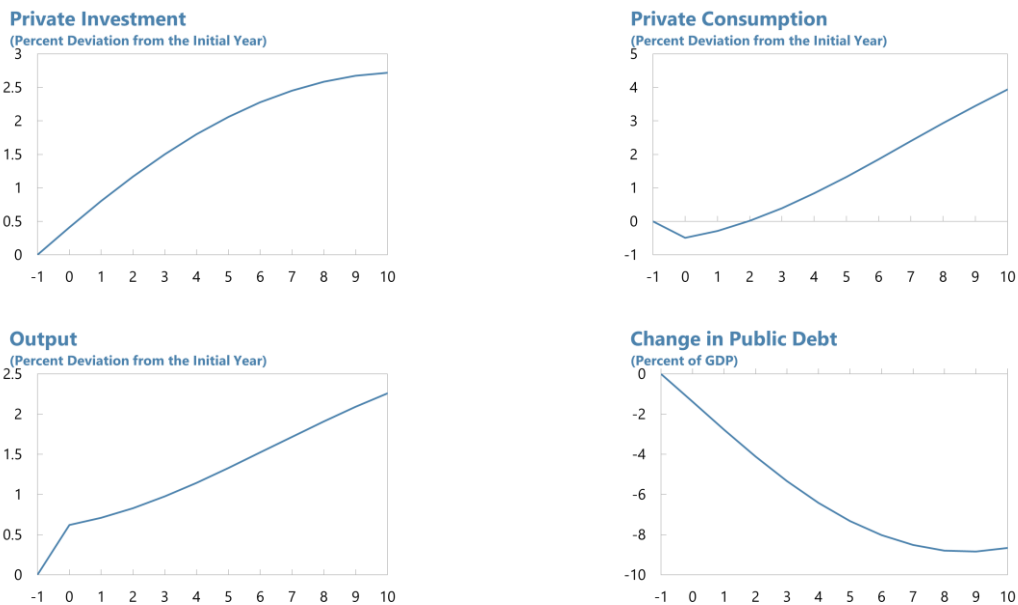 Private Investment
(Percent Deviation from the Initial Year)
3
2.5
2
1.5
1
0.5
0
-1 0 1 2 3 4 5 6 7 8 9 10
Private Consumption
(Percent Deviation from the Initial Year)
5
4
3
2
1
0
-1
-1 0 1 2 3 4 5 6 7 8 9 10
Output
(Percent Deviation from the Initial Year)
2.5
2
1.5
1
0.5
0
-1 0 1 2 3 4 5 6 7 8 9 10
Change in Public Debt
(Percent of GDP)
0
-2
-4
-6
-8
-10
-1 0 1 2 3 4 5 6 7 8 9 10